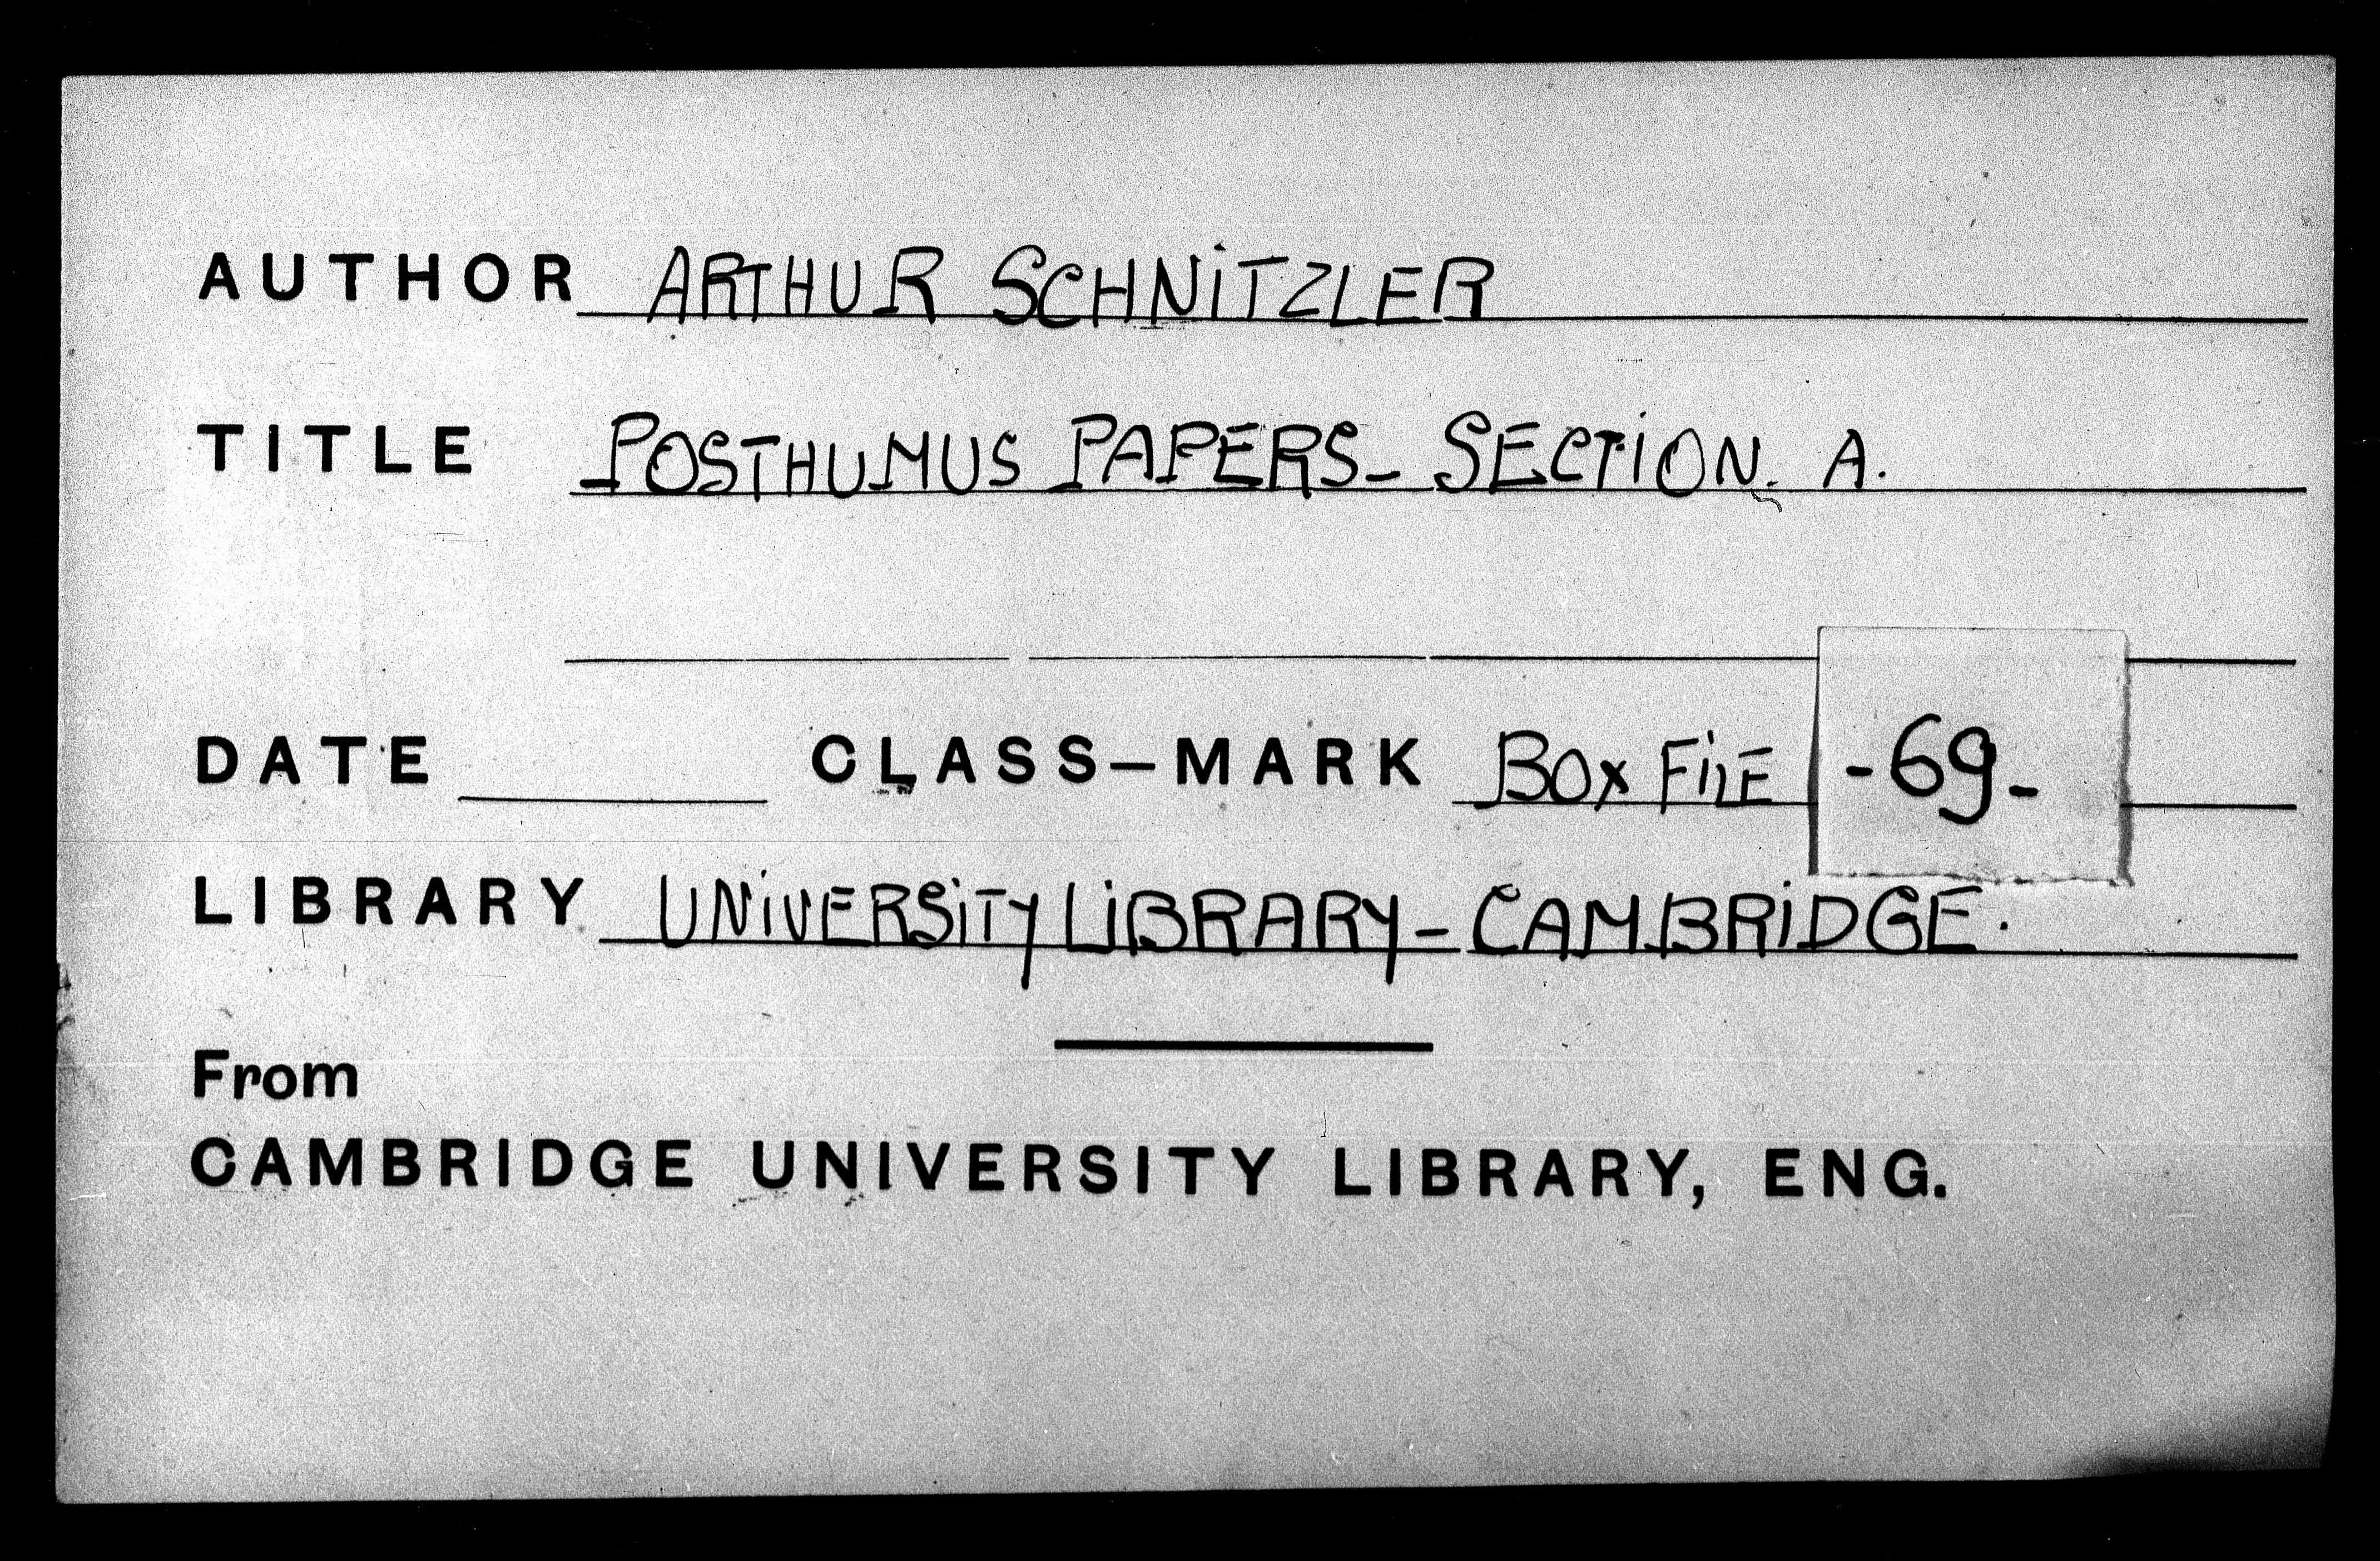 AUTHOR ARTHUR SCHNiTZLER
TITLE POSTHUMUS PAPERS- SECTiON. A.
DATE CLASS-MARK BOX FiLE -69-
LIBRARY UNiVERSiTY LiBRARY - CAMBRiDGE.
From
CAMBRIDGE UNIVERSITY LIBRARY, ENG.